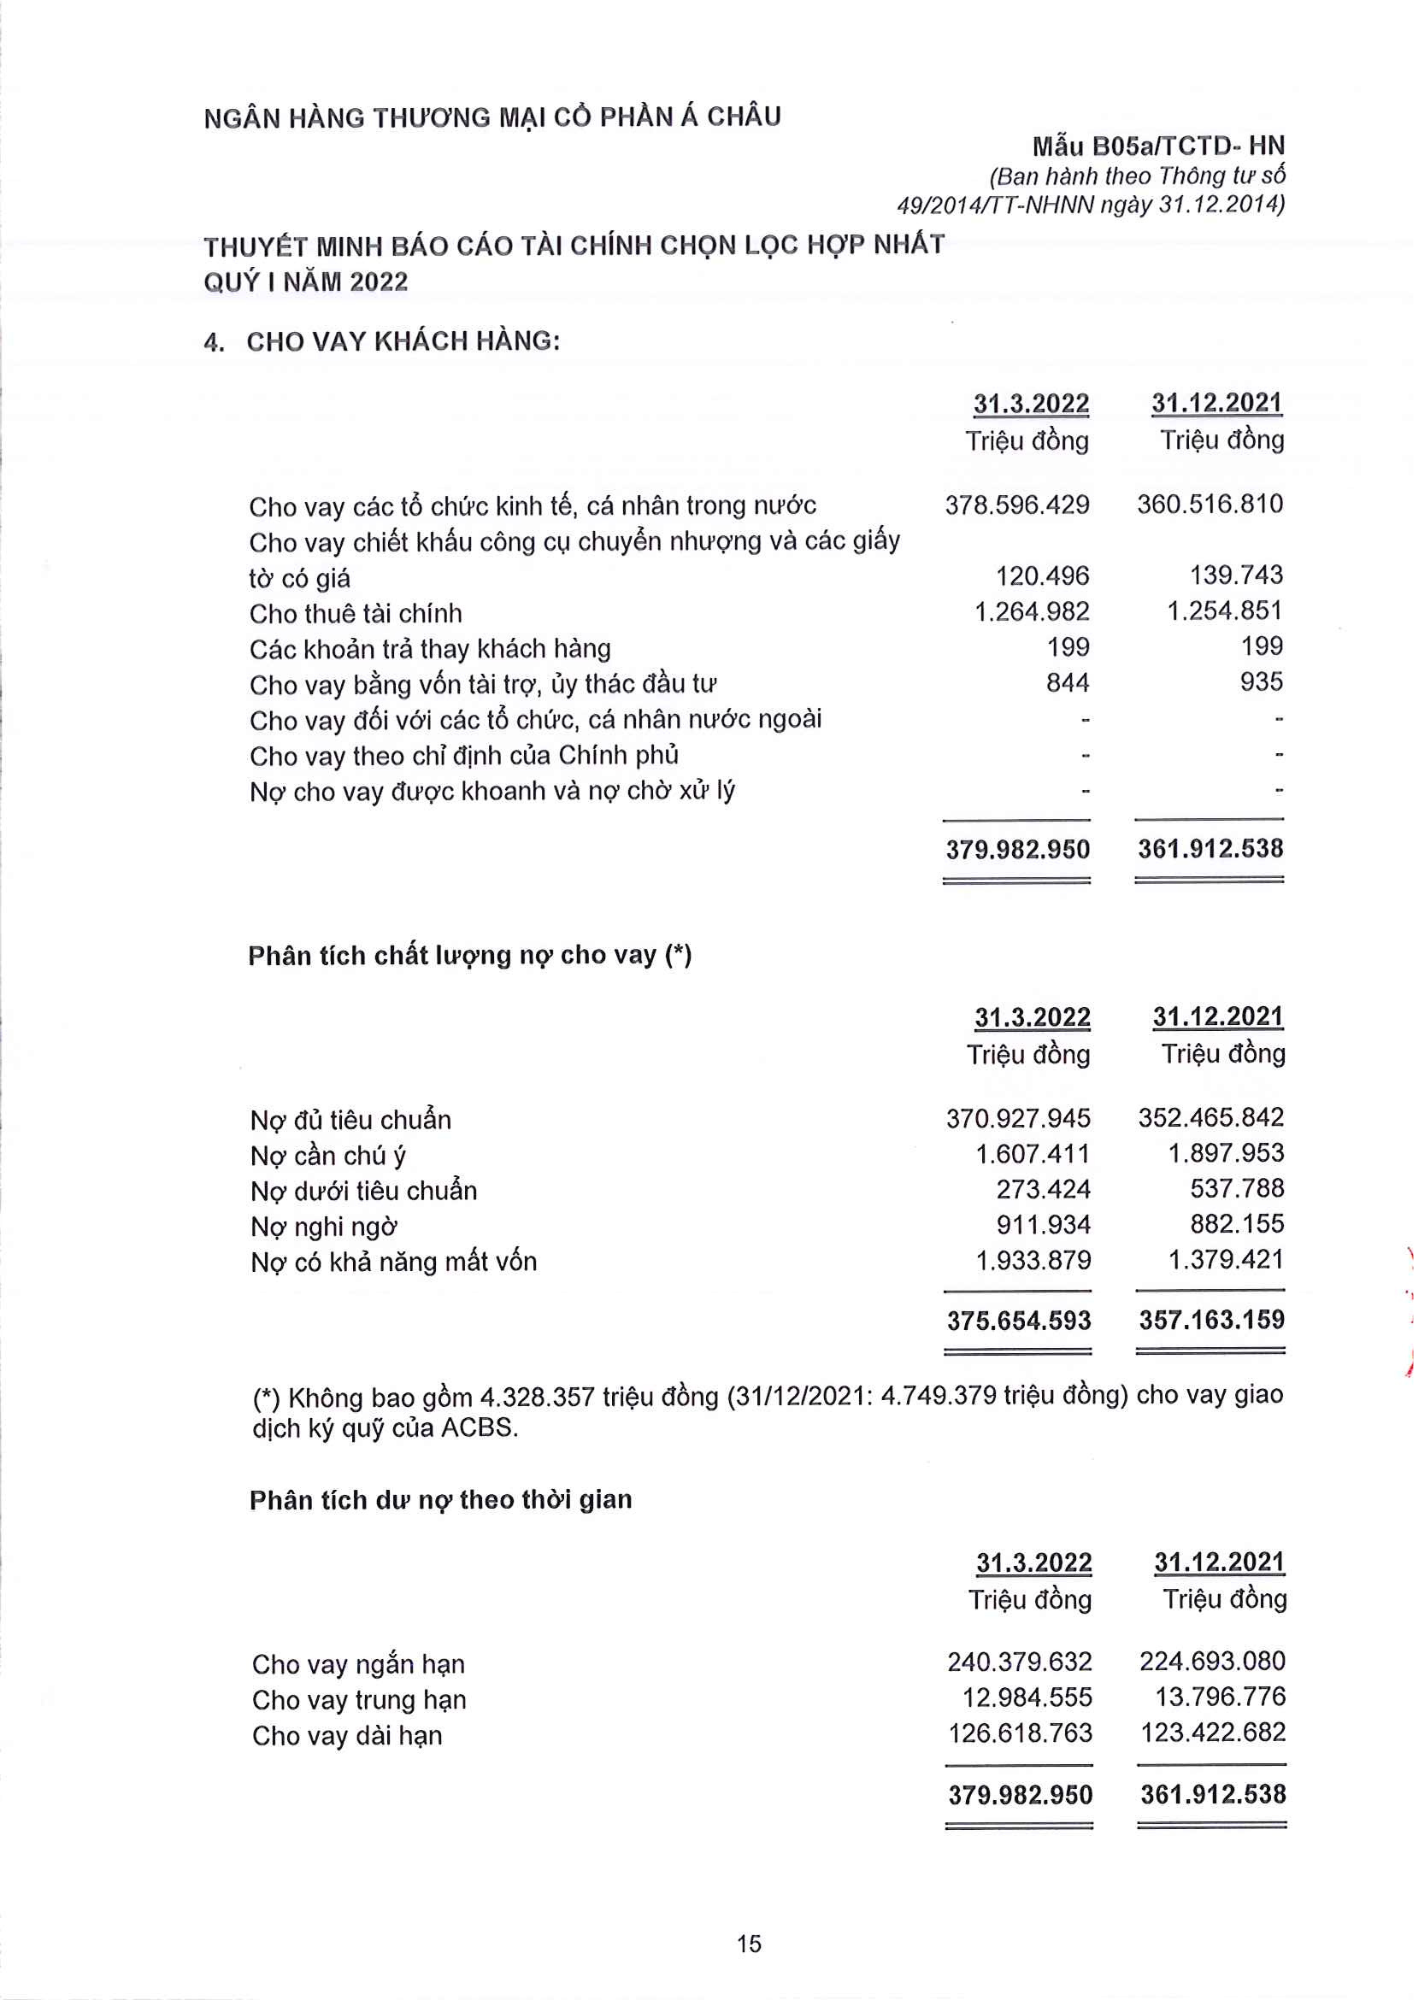 NGÂN HÀNG THƯƠNG MẠI CỔ PHẦN Á CHÂU
Mẫu B05a/TCTD- HN
(Ban hành theo Thông tư số
49/2014/TT-NHNN ngày 31.12.2014)
THUYẾT MINH BÁO CÁO TÀI CHÍNH CHỌN LỌC HỢP NHẤT
QUÝ I NĂM 2022
4. CHO VAY KHÁCH HÀNG:
31.3.2022 31.12.2021
Triệu đồng Triệu đồng
Cho vay các tổ chức kinh tế, cá nhân trong nước 378.596.429 360.516.810
Cho vay chiết khấu công cụ chuyển nhượng và các giấy
tờ có giá 120.496 139.743
Cho thuê tài chính 1.264.982 1.254.851
Các khoản trả thay khách hàng 199 199
Cho vay bằng vốn tài trợ, ủy thác đầu tư 844 935
Cho vay đối với các tổ chức, cá nhân nước ngoài - -
Cho vay theo chỉ định của Chính phủ - -
Nợ cho vay được khoanh và nợ chờ xử lý - -
379.982.950 361.912.538
Phân tích chất lượng nợ cho vay (*)
31.3.2022 31.12.2021
Triệu đồng Triệu đồng
Nợ đủ tiêu chuẩn 370.927.945 352.465.842
Nợ cần chú ý 1.607.411 1.897.953
Nợ dưới tiêu chuẩn 273.424 537.788
Nợ nghi ngờ 911.934 882.155
Nợ có khả năng mất vốn 1.933.879 1.379.421
375.654.593 357.163.159
(*) Không bao gồm 4.328.357 triệu đồng (31/12/2021: 4.749.379 triệu đồng) cho vay giao
dịch ký quỹ của ACBS.
Phân tích dư nợ theo thời gian
31.3.2022 31.12.2021
Triệu đồng Triệu đồng
Cho vay ngắn hạn 240.379.632 224.693.080
Cho vay trung hạn 12.984.555 13.796.776
Cho vay dài hạn 126.618.763 123.422.682
379.982.950 361.912.538
15